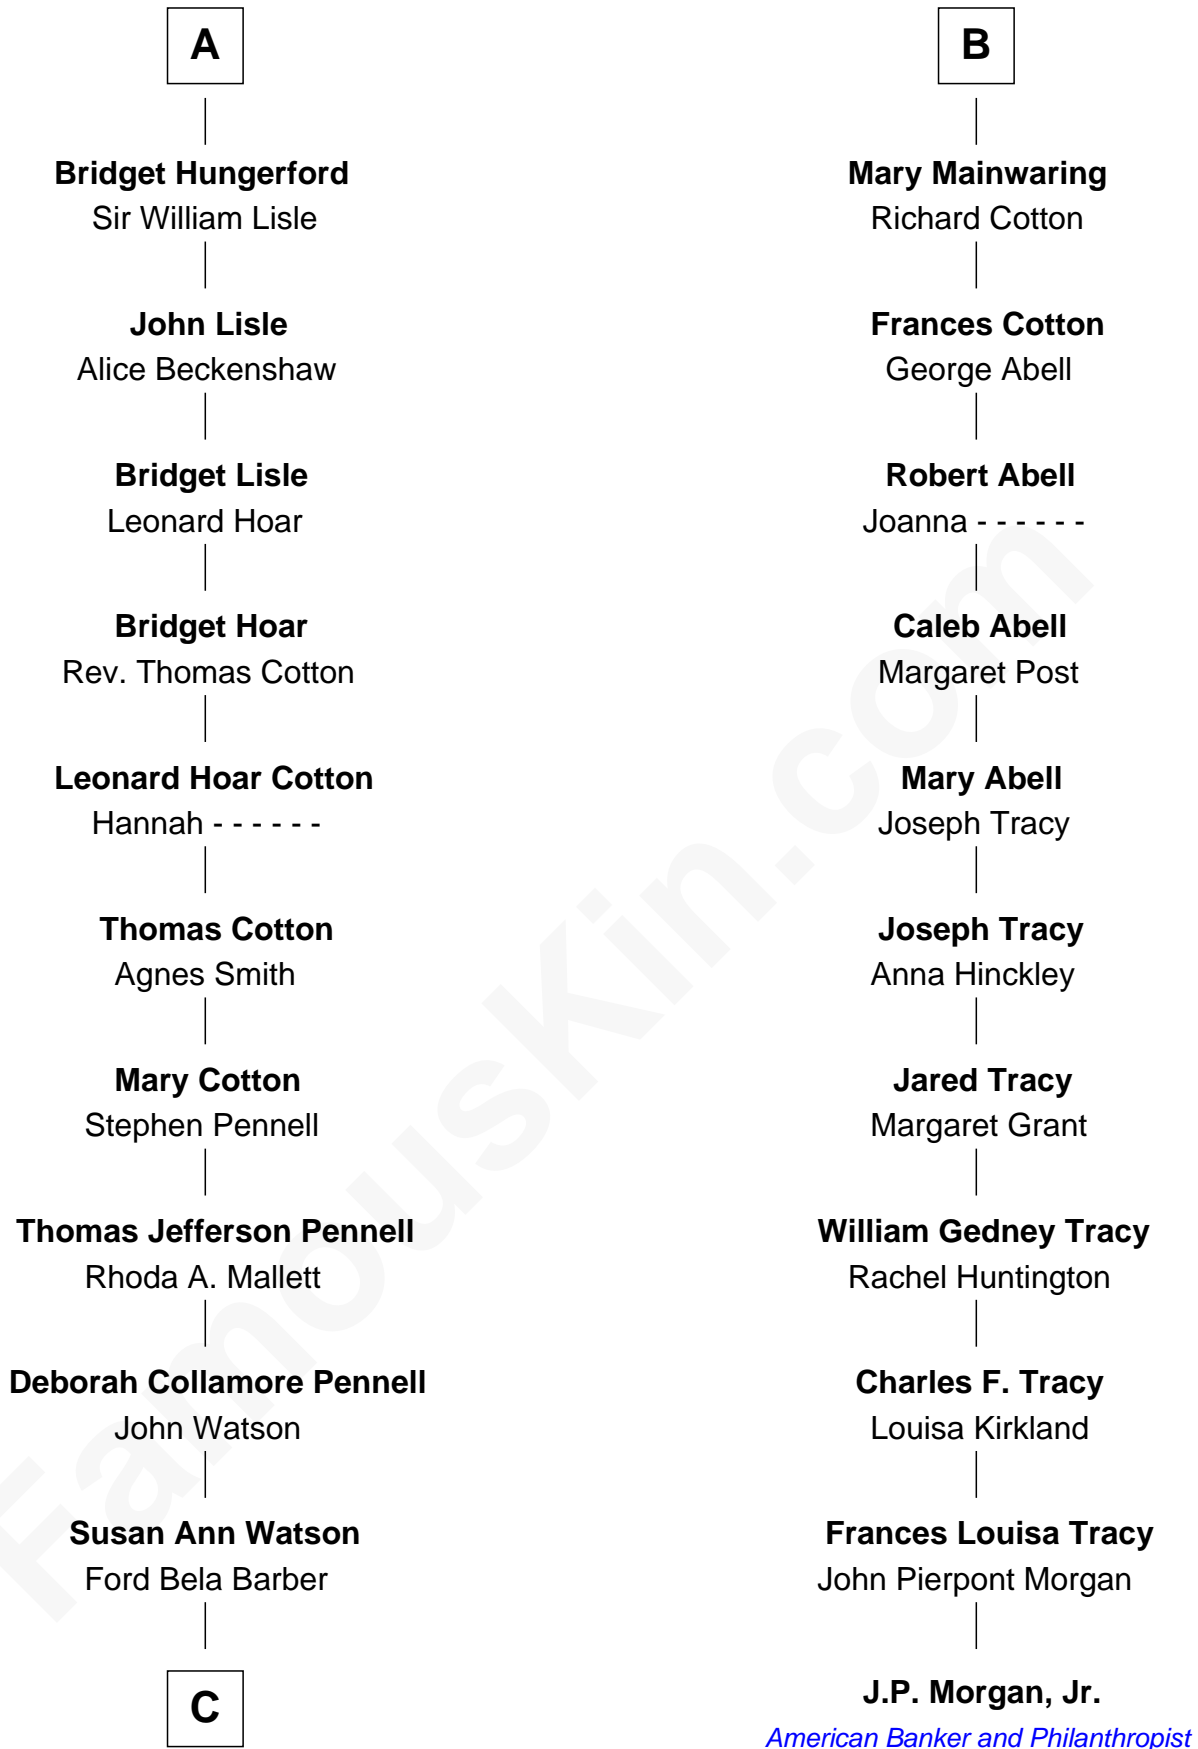 A
Bridget Hungerford
Sir William Lisle
John Lisle
Alice Beckenshaw
Bridget Lisle
Leonard Hoar
Bridget Hoar
Rev. Thomas Cotton
Leonard Hoar Cotton
Hannah - - - - - -
Thomas Cotton
Agnes Smith
Mary Cotton
Stephen Pennell
Thomas Jefferson Pennell
Rhoda A. Mallett
Deborah Collamore Pennell
John Watson
Susan Ann Watson
Ford Bela Barber
C
B
Mary Mainwaring
Richard Cotton
Frances Cotton
George Abell
Robert Abell
Joanna - - - - - -
Caleb Abell
Margaret Post
Mary Abell
Joseph Tracy
Joseph Tracy
Anna Hinckley
Jared Tracy
Margaret Grant
William Gedney Tracy
Rachel Huntington
Charles F. Tracy
Louisa Kirkland
Frances Louisa Tracy
John Pierpont Morgan
J.P. Morgan, Jr.
American Banker and Philanthropist
FamousKin.com